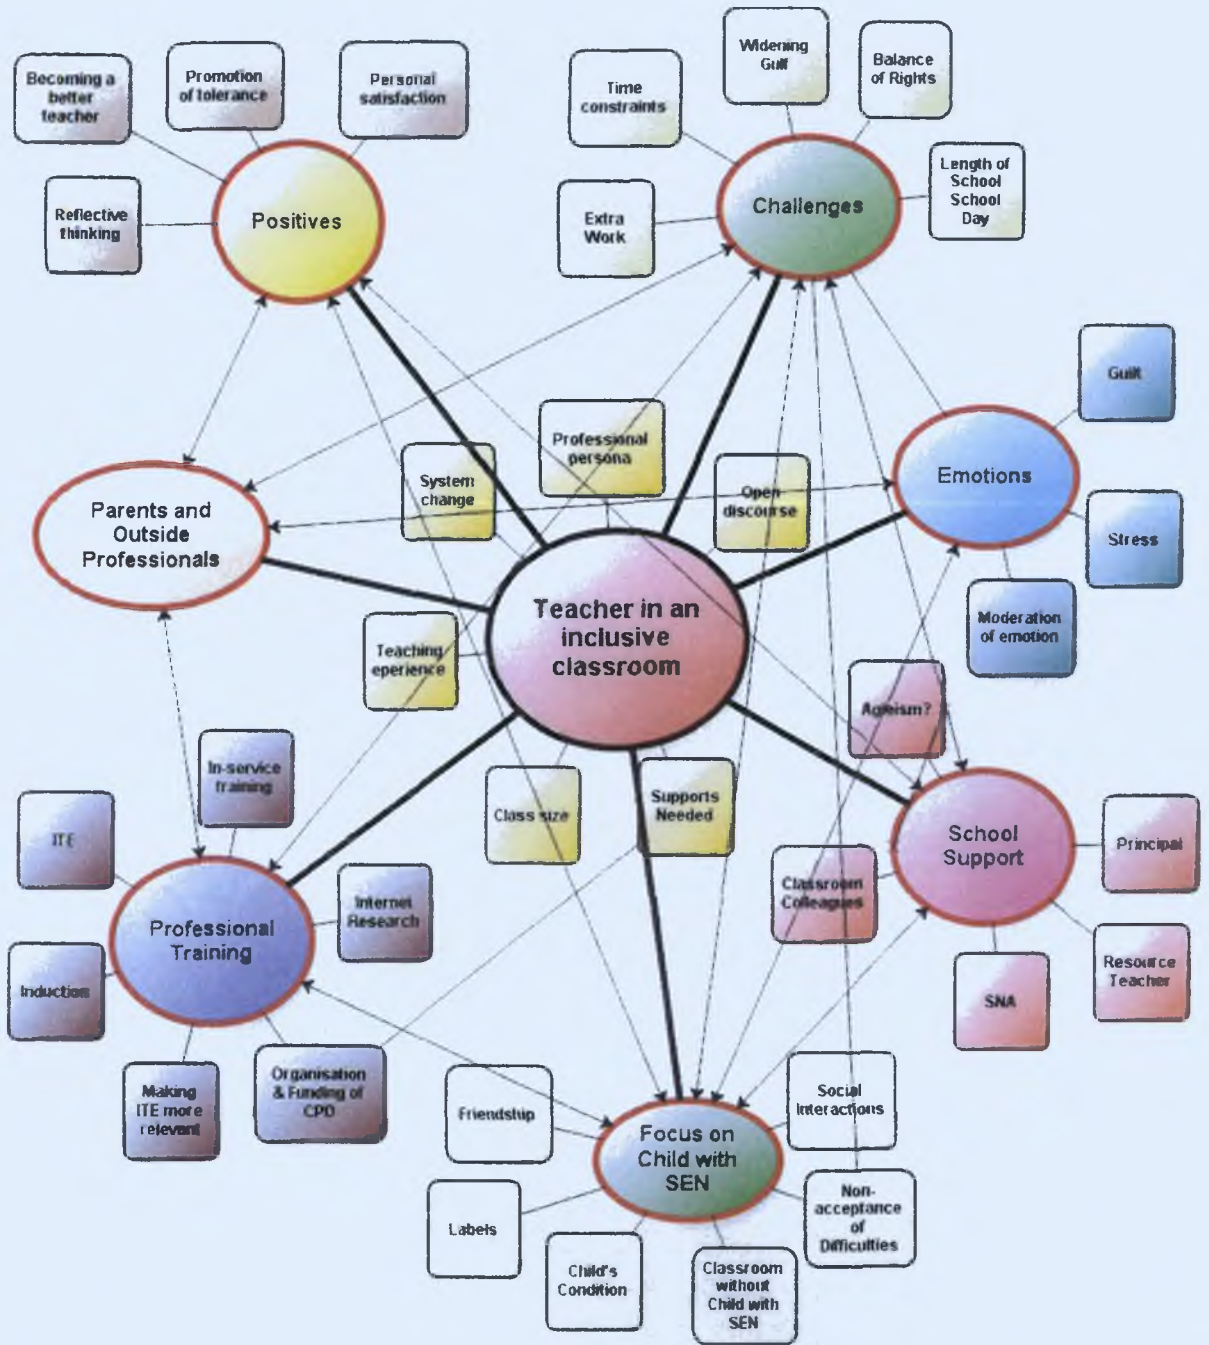 Becoming a
better
teacher
Promotion
of tolerance
Personal
satisfaction
Reflective
thinking
Positives
Time
constraints
Widening
Gulf
Balance
of Rights
Extra
Work
Challenges
Length of
School
School
Day
Guilt
Emotions
Stress
Moderation
of emotion
Professional
persona
System
change
Open
discourse
Parents and
Outside
Professionals
Teacher in an
inclusive
classroom
Teaching
eperience
Class size
Supports
Needed
Ageism?
School
Support
Principal
Classroom
Colleagues
SNA
Resource
Teacher
In-service
training
ITE
Internet
Research
Professional
Training
Induction
Making
ITE more
relevant
Organisation
& Funding of
CPD
Friendship
Social
Interactions
Focus on
Child with
SEN
Labels
Child's
Condition
Classroom
without
Child with
SEN
Non-
acceptance
of
Difficulties